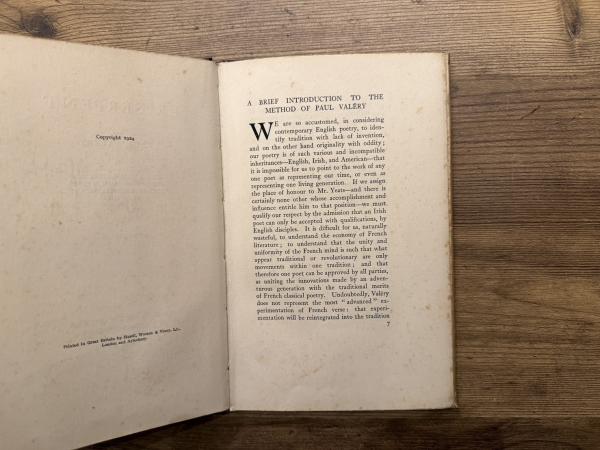 Copyright 1924
Printed in Great Britain by Hazell, Watson & Viney, Ld.,
London and Aylesbury.
A BRIEF INTRODUCTION TO THE
METHOD OF PAUL VALÉRY
WE are so accustomed, in considering
contemporary English poetry, to iden-
tify tradition with lack of invention,
and on the other hand originality with oddity;
our poetry is of such various and incompatible
inheritances—English, Irish, and American—that
it is impossible for us to point to the work of any
one poet as representing our time, or even as
representing one living generation. If we assign
the place of honour to Mr. Yeats—and there is
certainly none other whose accomplishment and
influence entitle him to that position—we must
qualify our respect by the admission that an Irish
poet can only be accepted with qualifications, by
English disciples. It is difficult for us, naturally
wasteful, to understand the economy of French
literature; to understand that the unity and
uniformity of the French mind is such that what
appear traditional or revolutionary are only
movements within one tradition; and that
therefore one poet can be approved by all parties,
as uniting the innovations made by an adven-
turous generation with the traditional merits
of French classical poetry. Undoubtedly, Valéry
does not represent the most "advanced" ex-
perimentation of French verse: that experi-
mentation will be reintegrated into the tradition
7